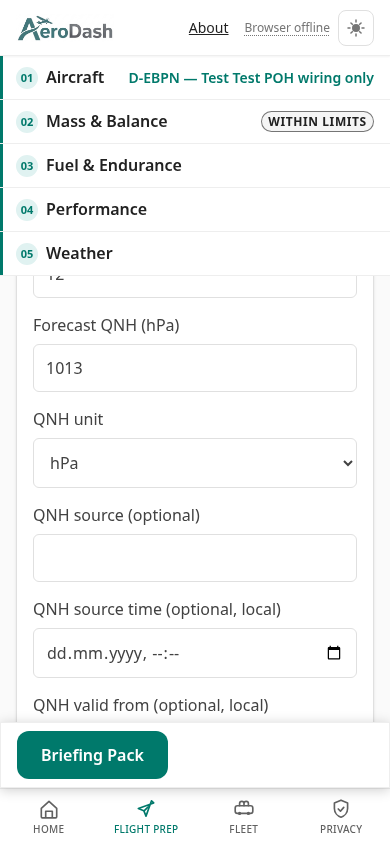 AeroDash
About
Browser offline
01 Aircraft D-EBPN — Test Test POH wiring only
02 Mass & Balance WITHIN LIMITS
03 Fuel & Endurance
04 Performance
05 Weather
12
Forecast QNH (hPa)
1013
QNH unit
hPa
QNH source (optional)
QNH source time (optional, local)
dd.mm.yyyy, --:--
QNH valid from (optional, local)
Briefing Pack
HOME
FLIGHT PREP
FLEET
PRIVACY